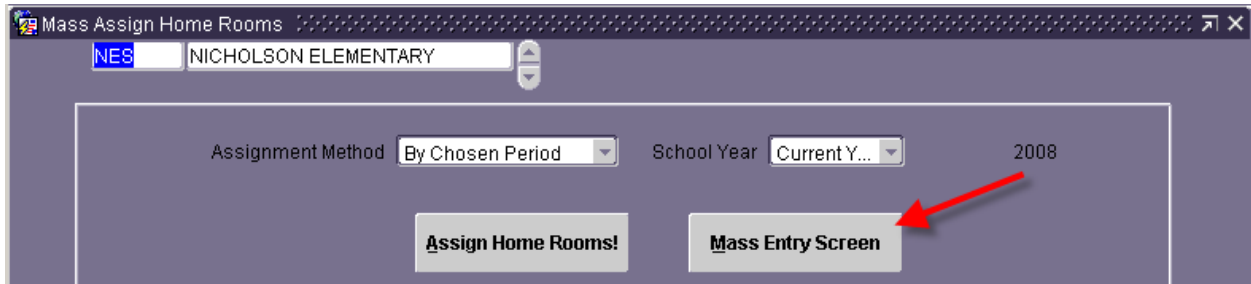 Mass Assign Home Rooms
NES NICHOLSON ELEMENTARY
Assignment Method By Chosen Period School Year Current Y... 2008
Assign Home Rooms! Mass Entry Screen